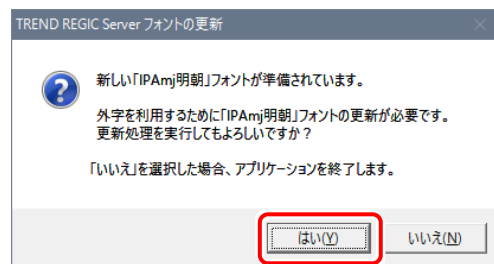 TREND REGIC Server フォントの更新
新しい「IPAmj明朝」フォントが準備されています。
外字を利用するために「IPAmj明朝」フォントの更新が必要です。
更新処理を実行してもよろしいですか？
「いいえ」を選択した場合、アプリケーションを終了します。
はい(Y)
いいえ(N)